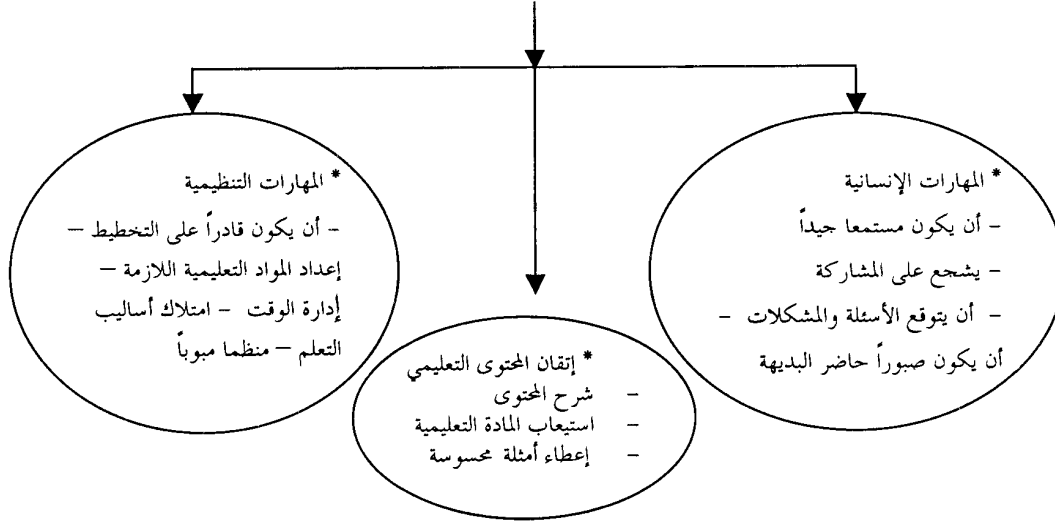 * المهارات الإنسانية
- أن يكون مستمعا جيداً
- يشجع على المشاركة
- أن يتوقع الأسئلة والمشكلات -
أن يكون صبوراً حاضر البديهة
* إتقان المحتوى التعليمي
- شرح المحتوى
- استيعاب المادة التعليمية
- إعطاء أمثلة محسوسة
* المهارات التنظيمية
- أن يكون قادراً على التخطيط –
إعداد المواد التعليمية اللازمة –
إدارة الوقت - امتلاك أساليب
التعلم – منظما مبوباً